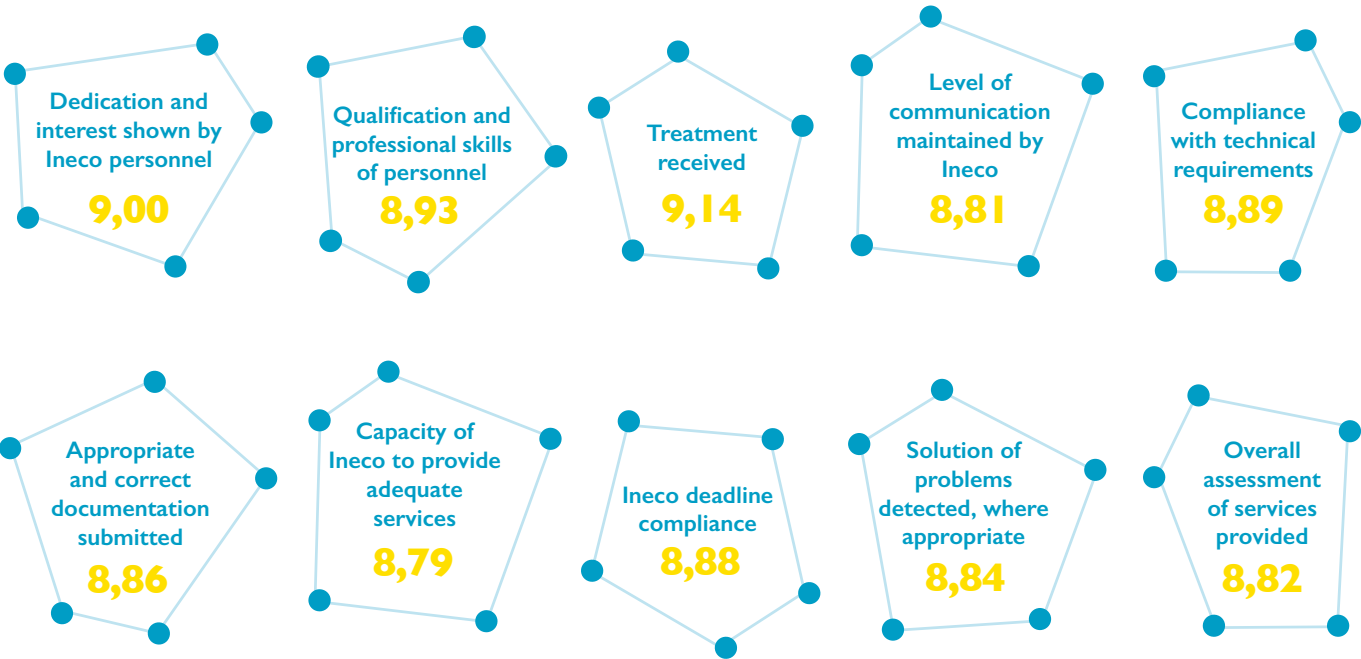 Dedication and
interest shown by
Ineco personnel
9,00
Qualification and
professional skills
of personnel
8,93
Treatment
received
9,14
Level of
communication
maintained by
Ineco
8,81
Compliance
with technical
requirements
8,89
Appropriate
and correct
documentation
submitted
8,86
Capacity of
Ineco to provide
adequate
services
8,79
Ineco deadline
compliance
8,88
Solution of
problems
detected, where
appropriate
8,84
Overall
assessment
of services
provided
8,82